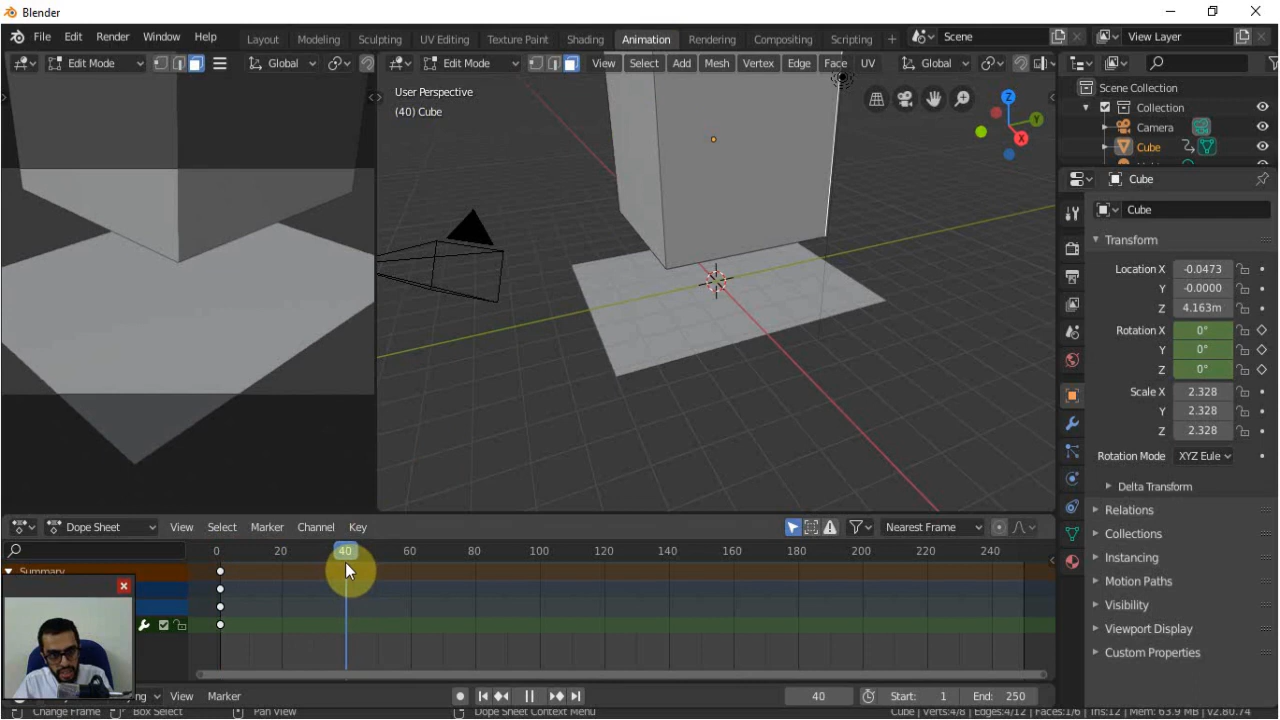 Blender
File Edit Render Window Help
Layout Modeling Sculpting UV Editing Texture Paint Shading Animation Rendering Compositing Scripting
Scene
View Layer
Edit Mode
Global
Edit Mode
View Select Add Mesh Vertex Edge Face UV
Global
User Perspective
(40) Cube
Z
Y
X
Scene Collection
Collection
Camera
Cube
Cube
Cube
Transform
Location X -0.0473
Y -0.0000
Z 4.163m
Rotation X 0°
Y 0°
Z 0°
Scale X 2.328
Y 2.328
Z 2.328
Rotation Mode XYZ Eule
Delta Transform
Relations
Collections
Instancing
Motion Paths
Visibility
Viewport Display
Custom Properties
Dope Sheet View Select Markers Channel Key
Nearest Frame
0 20 40 60 80 100 120 140 160 180 200 220 240
Summary
View Marker
40
Start: 1 End: 250
Change Frame Box Select Pan View Dope Sheet Context Menu
Cube | Verts:4/8 | Edges:4/12 | Faces:1/6 | Tris:12 | Mem: 63.9 MB | v2.80.74